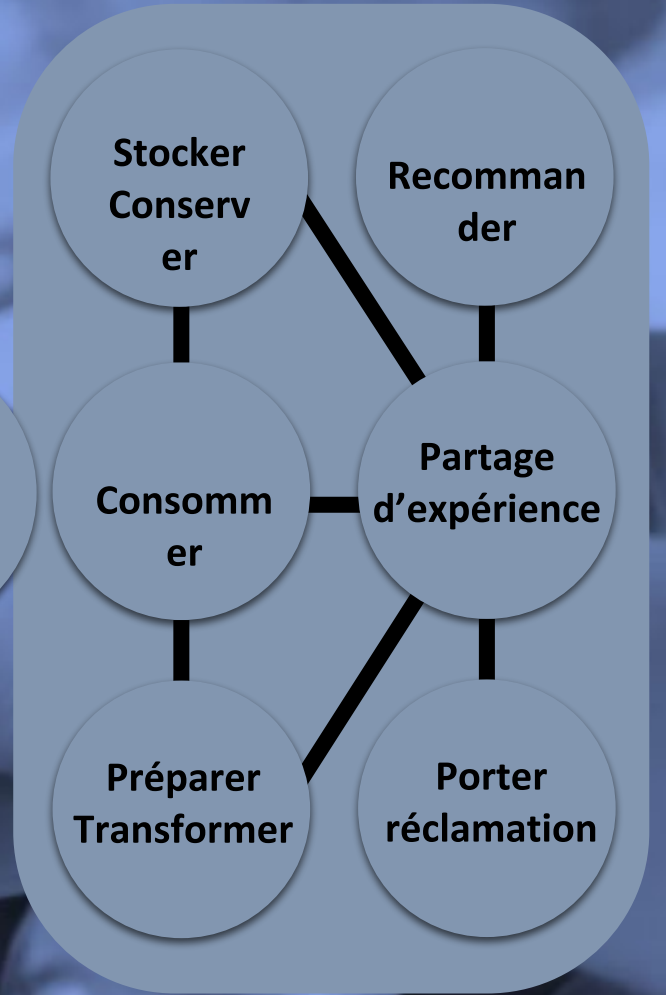 Stocker
Conserv
er
Recomman
der
Consomm
er
Partage
d’expérience
Préparer
Transformer
Porter
réclamation